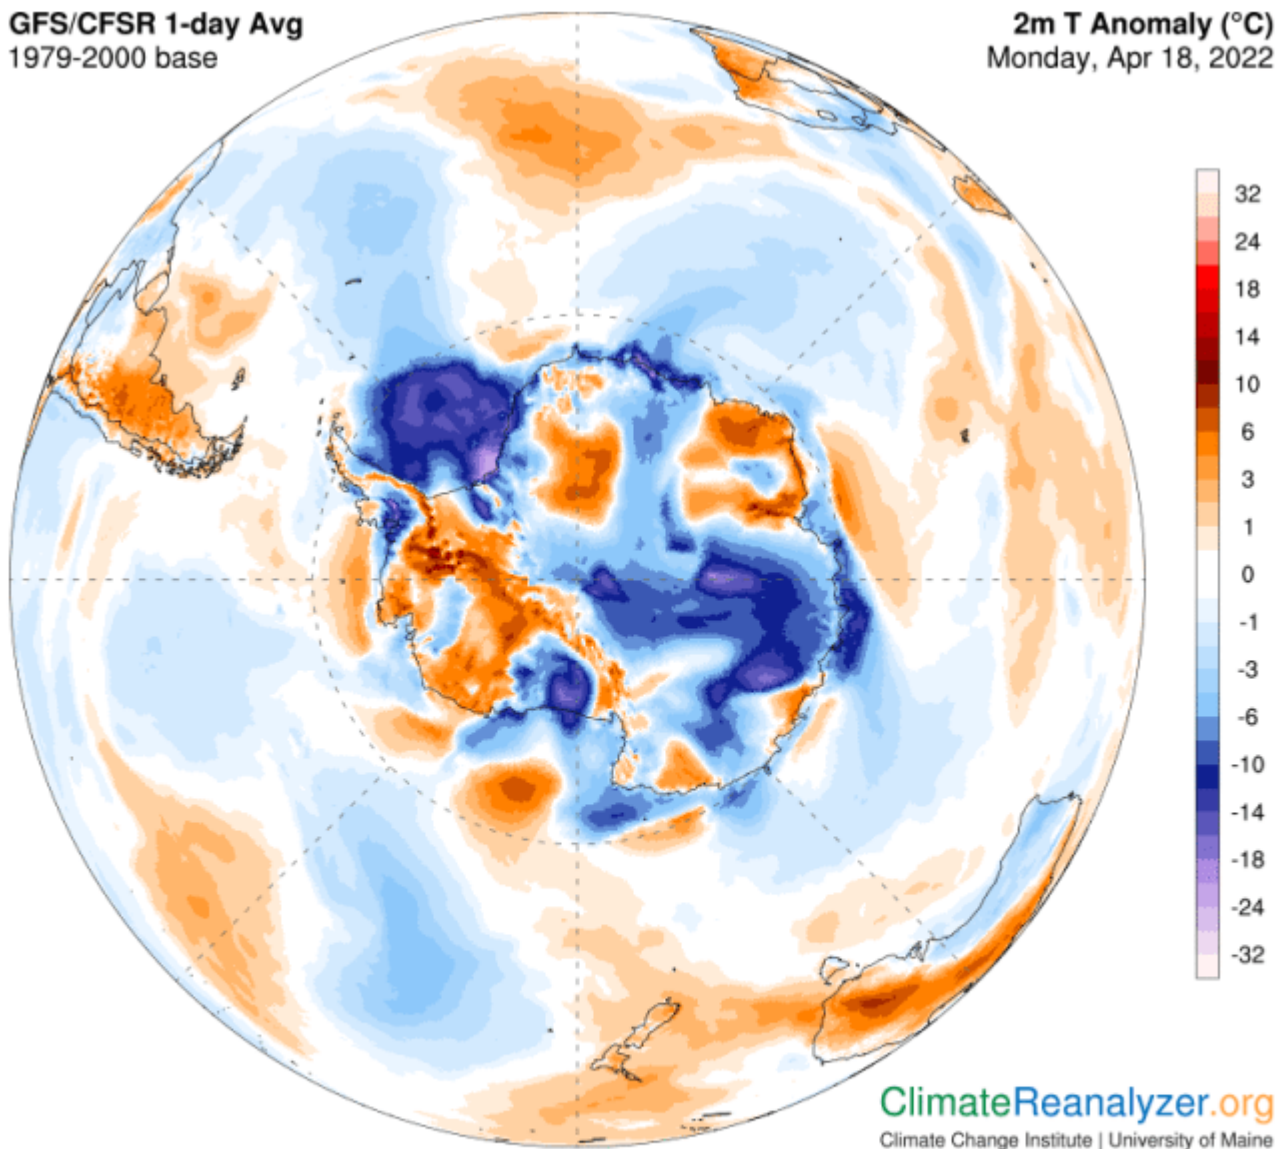 GFS/CFSR 1-day Avg
1979-2000 base
2m T Anomaly (°C)
Monday, Apr 18, 2022
32
24
18
14
10
6
3
1
0
-1
-3
-6
-10
-14
-18
-24
-32
ClimateReanalyzer.org
Climate Change Institute | University of Maine